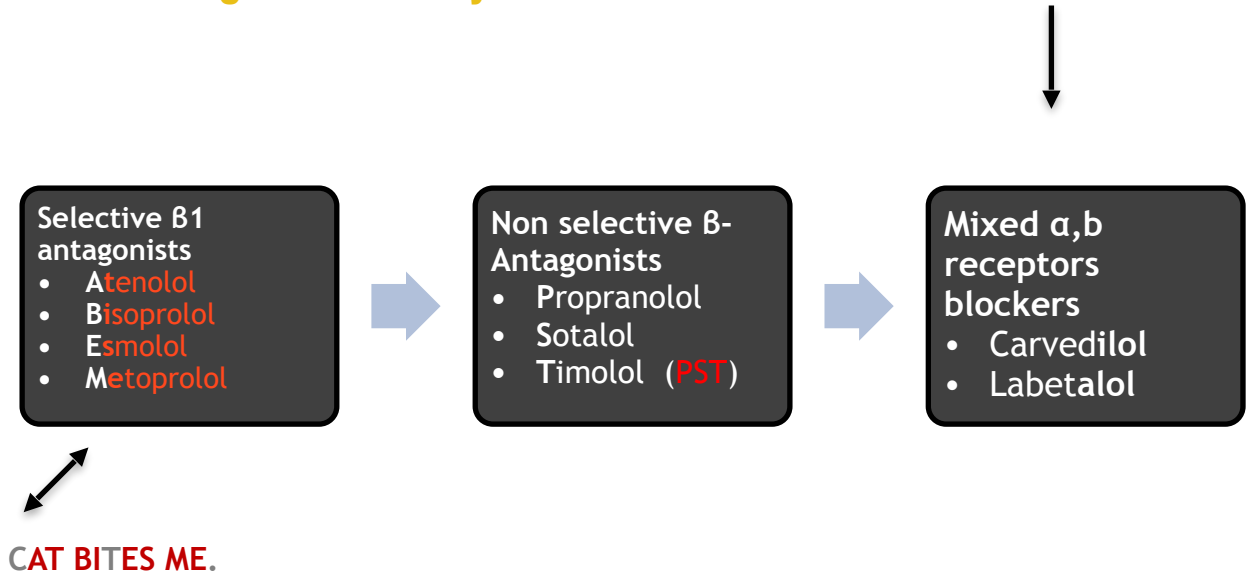 Selective β1
antagonists
• Atenolol
• Bisoprolol
• Esmolol
• Metoprolol
Non selective β-
Antagonists
• Propranolol
• Sotalol
• Timolol (PST)
Mixed α,b
receptors
blockers
• Carvedilol
• Labetalol
CAT BITES ME.